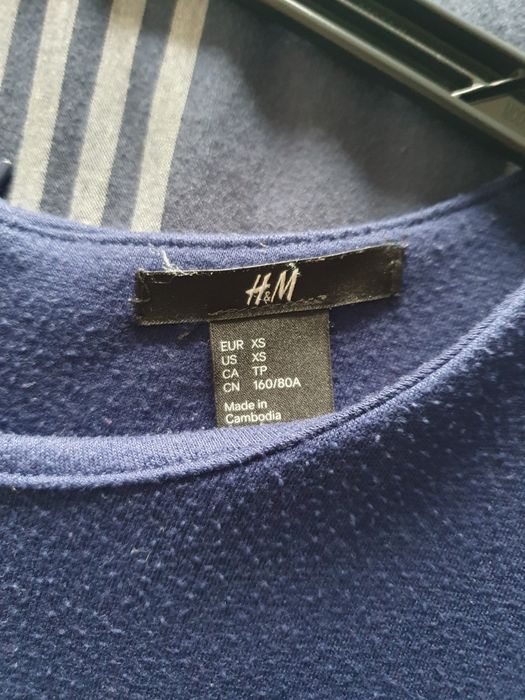 H&M
EUR XS
US XS
CA TP
CN 160/80A
Made in
Cambodia